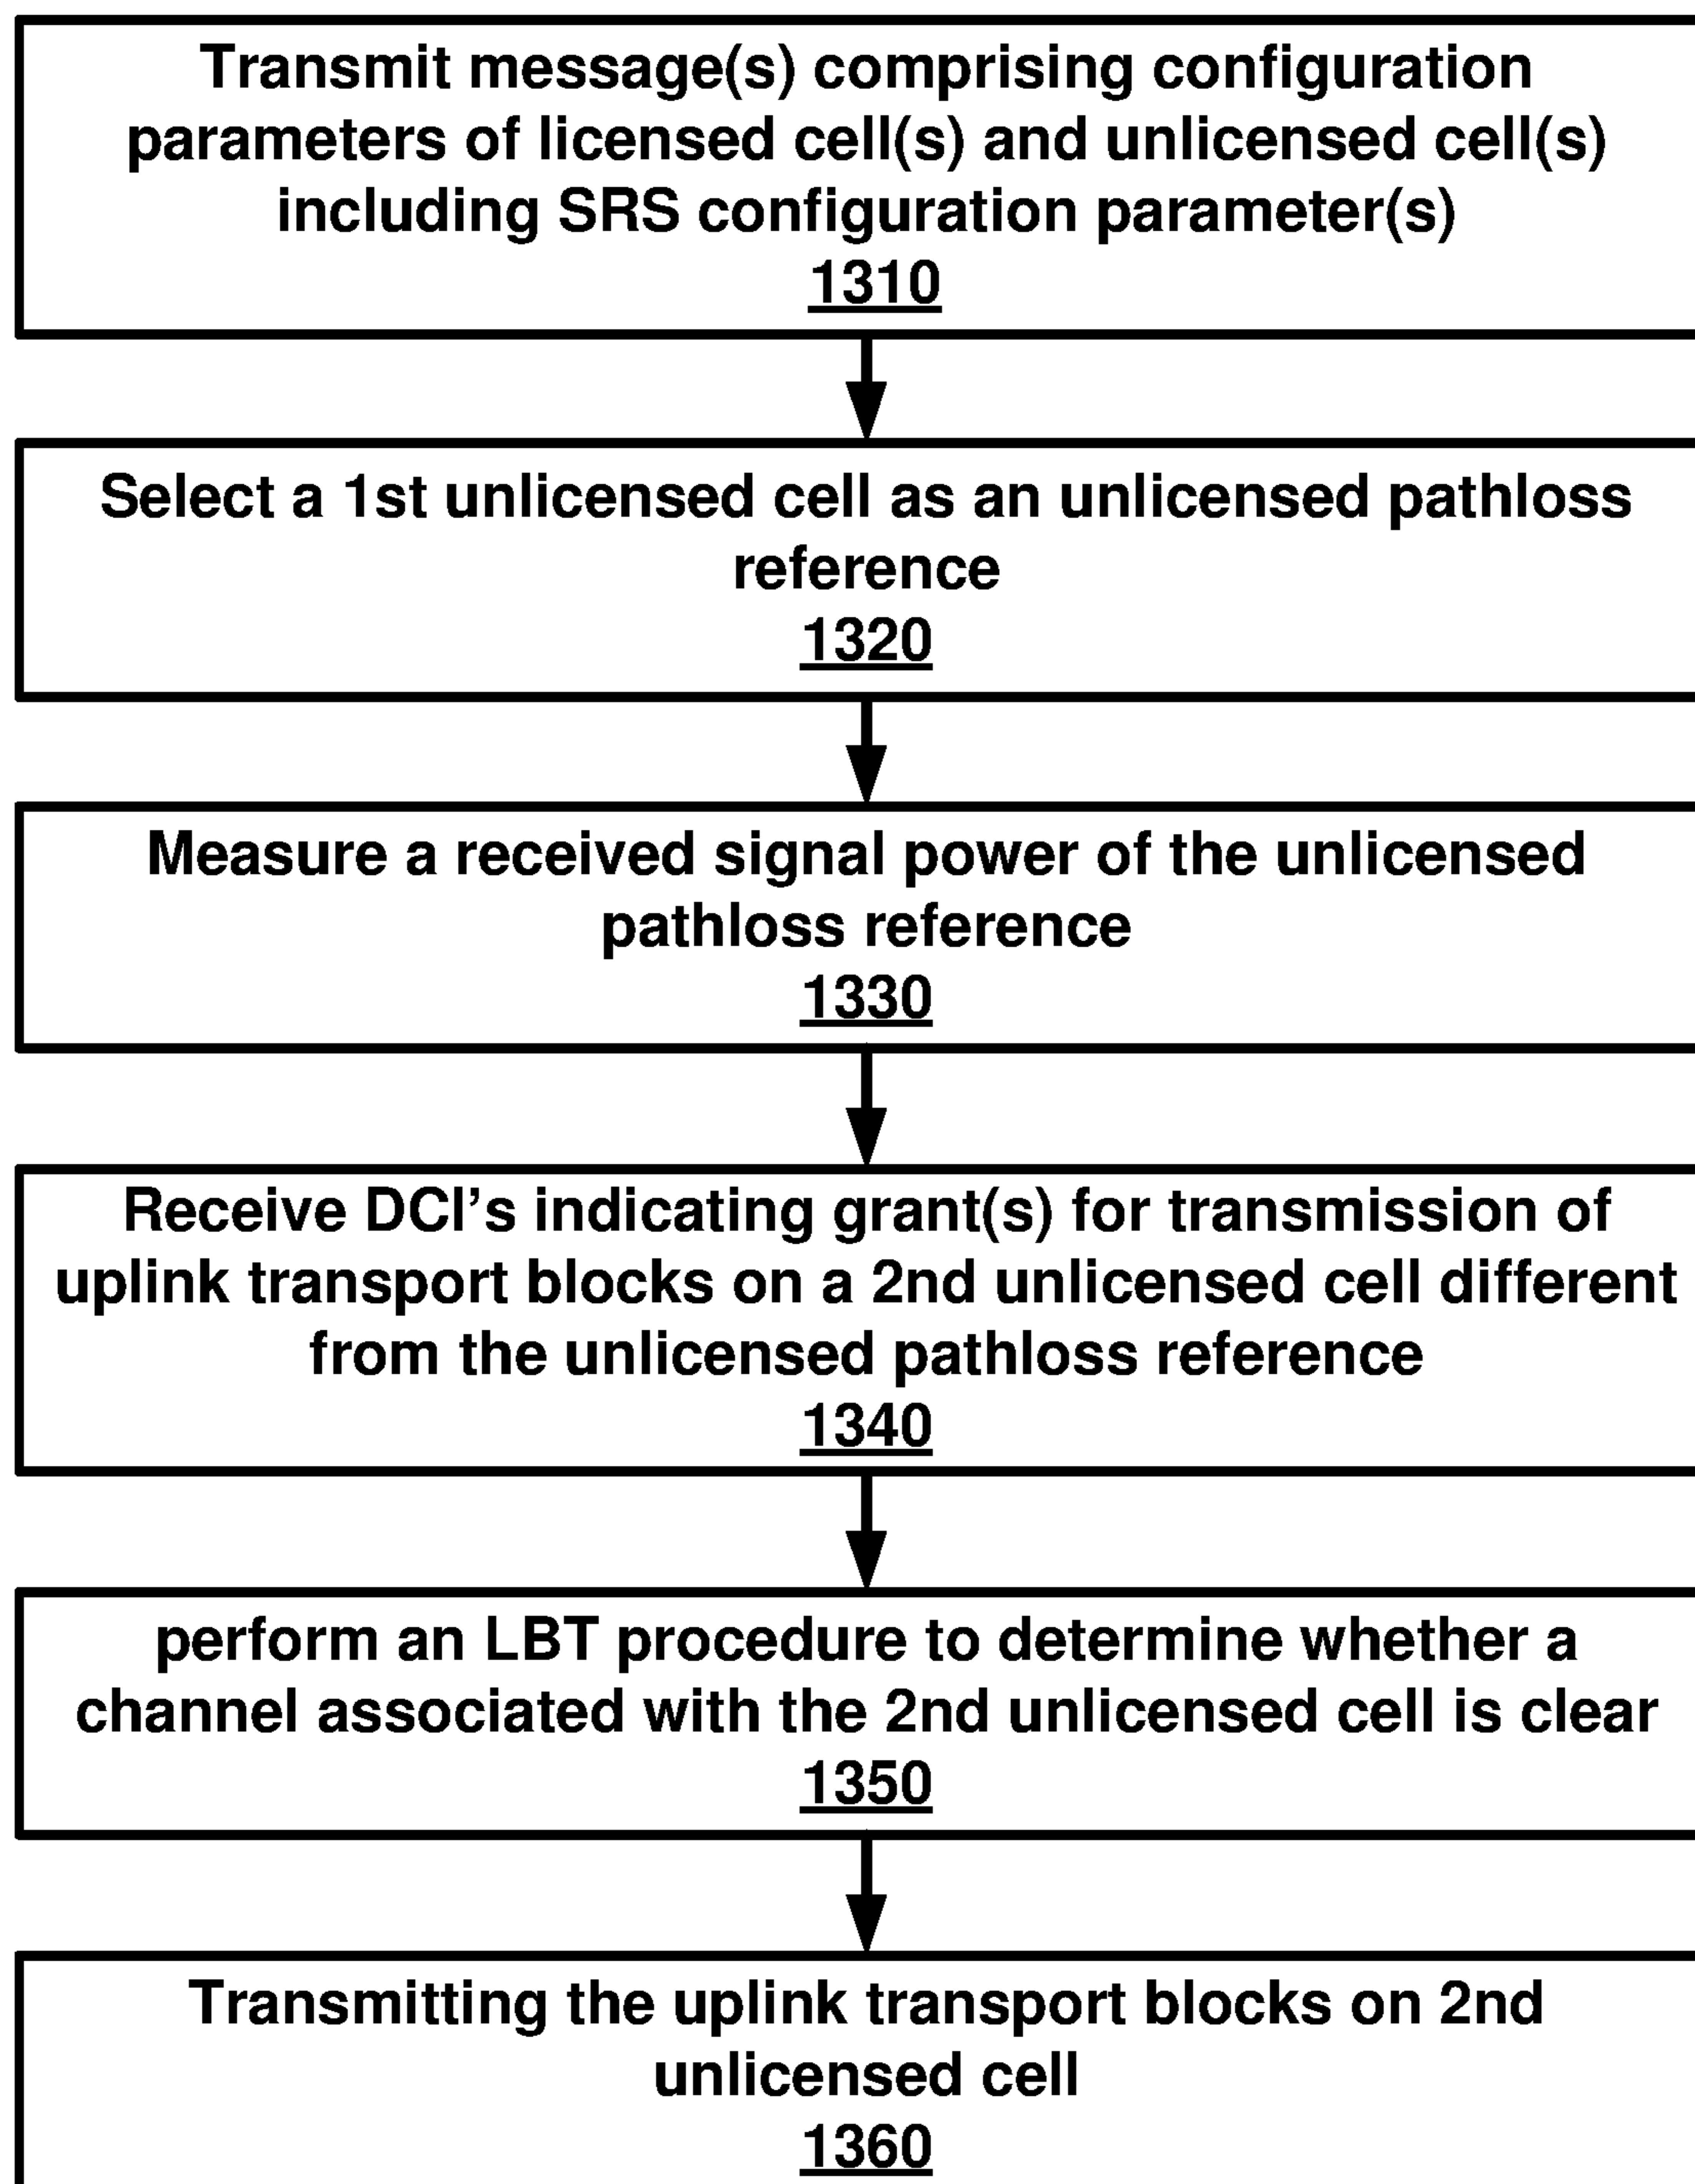 Transmit message(s) comprising configuration
parameters of licensed cell(s) and unlicensed cell(s)
including SRS configuration parameter(s)
1310
Select a 1st unlicensed cell as an unlicensed pathloss
reference
1320
Measure a received signal power of the unlicensed
pathloss reference
1330
Receive DCI’s indicating grant(s) for transmission of
uplink transport blocks on a 2nd unlicensed cell different
from the unlicensed pathloss reference
1340
perform an LBT procedure to determine whether a
channel associated with the 2nd unlicensed cell is clear
1350
Transmitting the uplink transport blocks on 2nd
unlicensed cell
1360